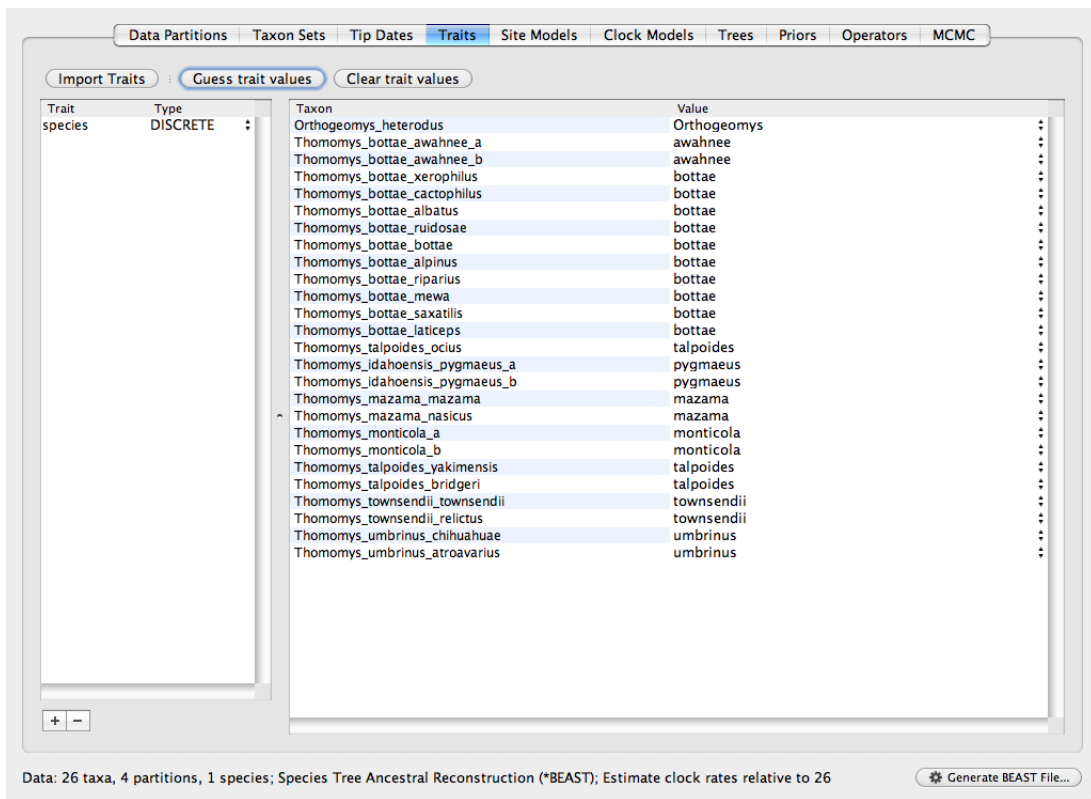 Data Partitions Taxon Sets Tip Dates Traits Site Models Clock Models Trees Priors Operators MCMC
Import Traits Guess trait values Clear trait values
Trait Type Taxon Value
species DISCRETE Orthogeomys_heterodus Orthogeomys
Thomomys_bottae_awahnee_a awahnee
Thomomys_bottae_awahnee_b awahnee
Thomomys_bottae_xerophilus bottae
Thomomys_bottae_cactophilus bottae
Thomomys_bottae_albatus bottae
Thomomys_bottae_ruidosae bottae
Thomomys_bottae_bottae bottae
Thomomys_bottae_alpinus bottae
Thomomys_bottae_riparius bottae
Thomomys_bottae_mewa bottae
Thomomys_bottae_saxatilis bottae
Thomomys_bottae_laticeps bottae
Thomomys_talpoides_ocius talpoides
Thomomys_idahoensis_pygmaeus_a pygmaeus
Thomomys_idahoensis_pygmaeus_b pygmaeus
Thomomys_mazama_mazama mazama
Thomomys_mazama_nasicus mazama
Thomomys_monticola_a monticola
Thomomys_monticola_b monticola
Thomomys_talpoides_yakimensis talpoides
Thomomys_talpoides_bridgeri talpoides
Thomomys_townsendii_townsendii townsendii
Thomomys_townsendii_relictus townsendii
Thomomys_umbrinus_chihuahuae umbrinus
Thomomys_umbrinus_atroavarius umbrinus
+ −
Data: 26 taxa, 4 partitions, 1 species; Species Tree Ancestral Reconstruction (*BEAST); Estimate clock rates relative to 26 Generate BEAST File...